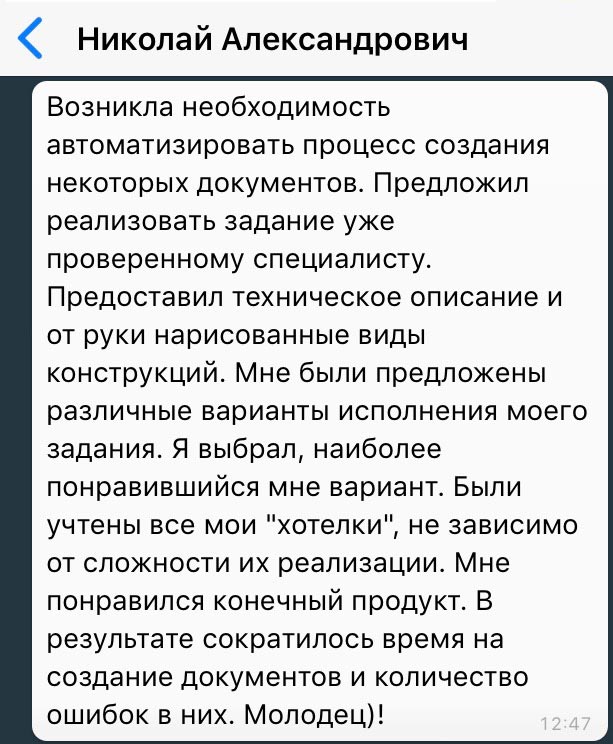 Николай Александрович
Возникла необходимость
автоматизировать процесс создания
некоторых документов. Предложил
реализовать задание уже
проверенному специалисту.
Предоставил техническое описание и
от руки нарисованные виды
конструкций. Мне были предложены
различные варианты исполнения моего
задания. Я выбрал, наиболее
понравившийся мне вариант. Были
учтены все мои "хотелки", не зависимо
от сложности их реализации. Мне
понравился конечный продукт. В
результате сократилось время на
создание документов и количество
ошибок в них. Молодец)!
12:47